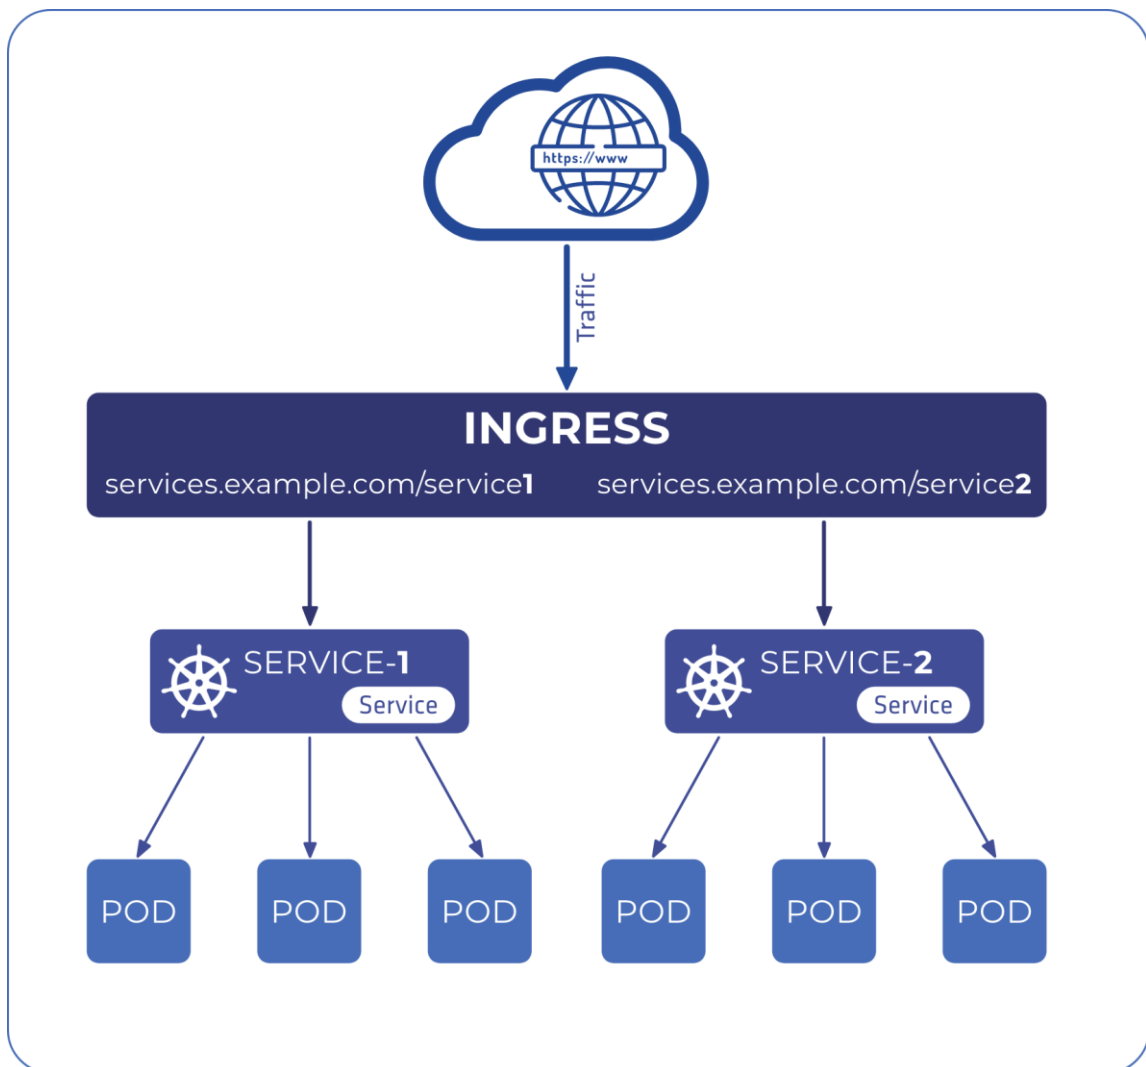 https://www
Traffic
INGRESS
services.example.com/service1
services.example.com/service2
SERVICE-1
Service
SERVICE-2
Service
POD
POD
POD
POD
POD
POD